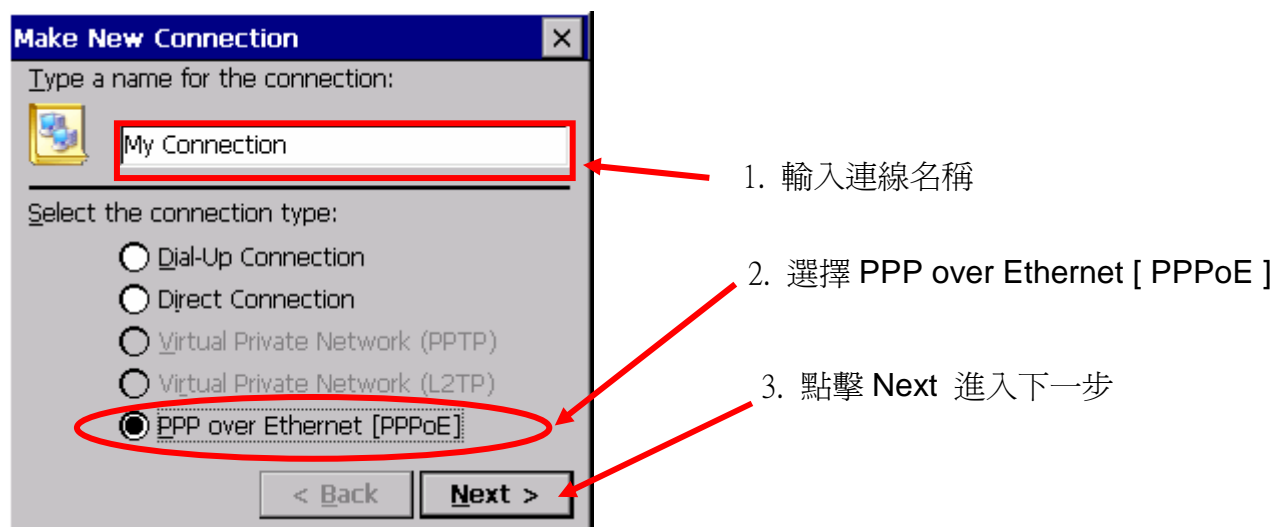 Make New Connection
Type a name for the connection:
My Connection
1. 輸入連線名稱
Select the connection type:
Dial-Up Connection
2. 選擇 PPP over Ethernet [ PPPoE ]
Direct Connection
Virtual Private Network (PPTP)
Virtual Private Network (L2TP)
3. 點擊 Next 進入下一步
PPP over Ethernet [PPPoE]
< Back
Next >